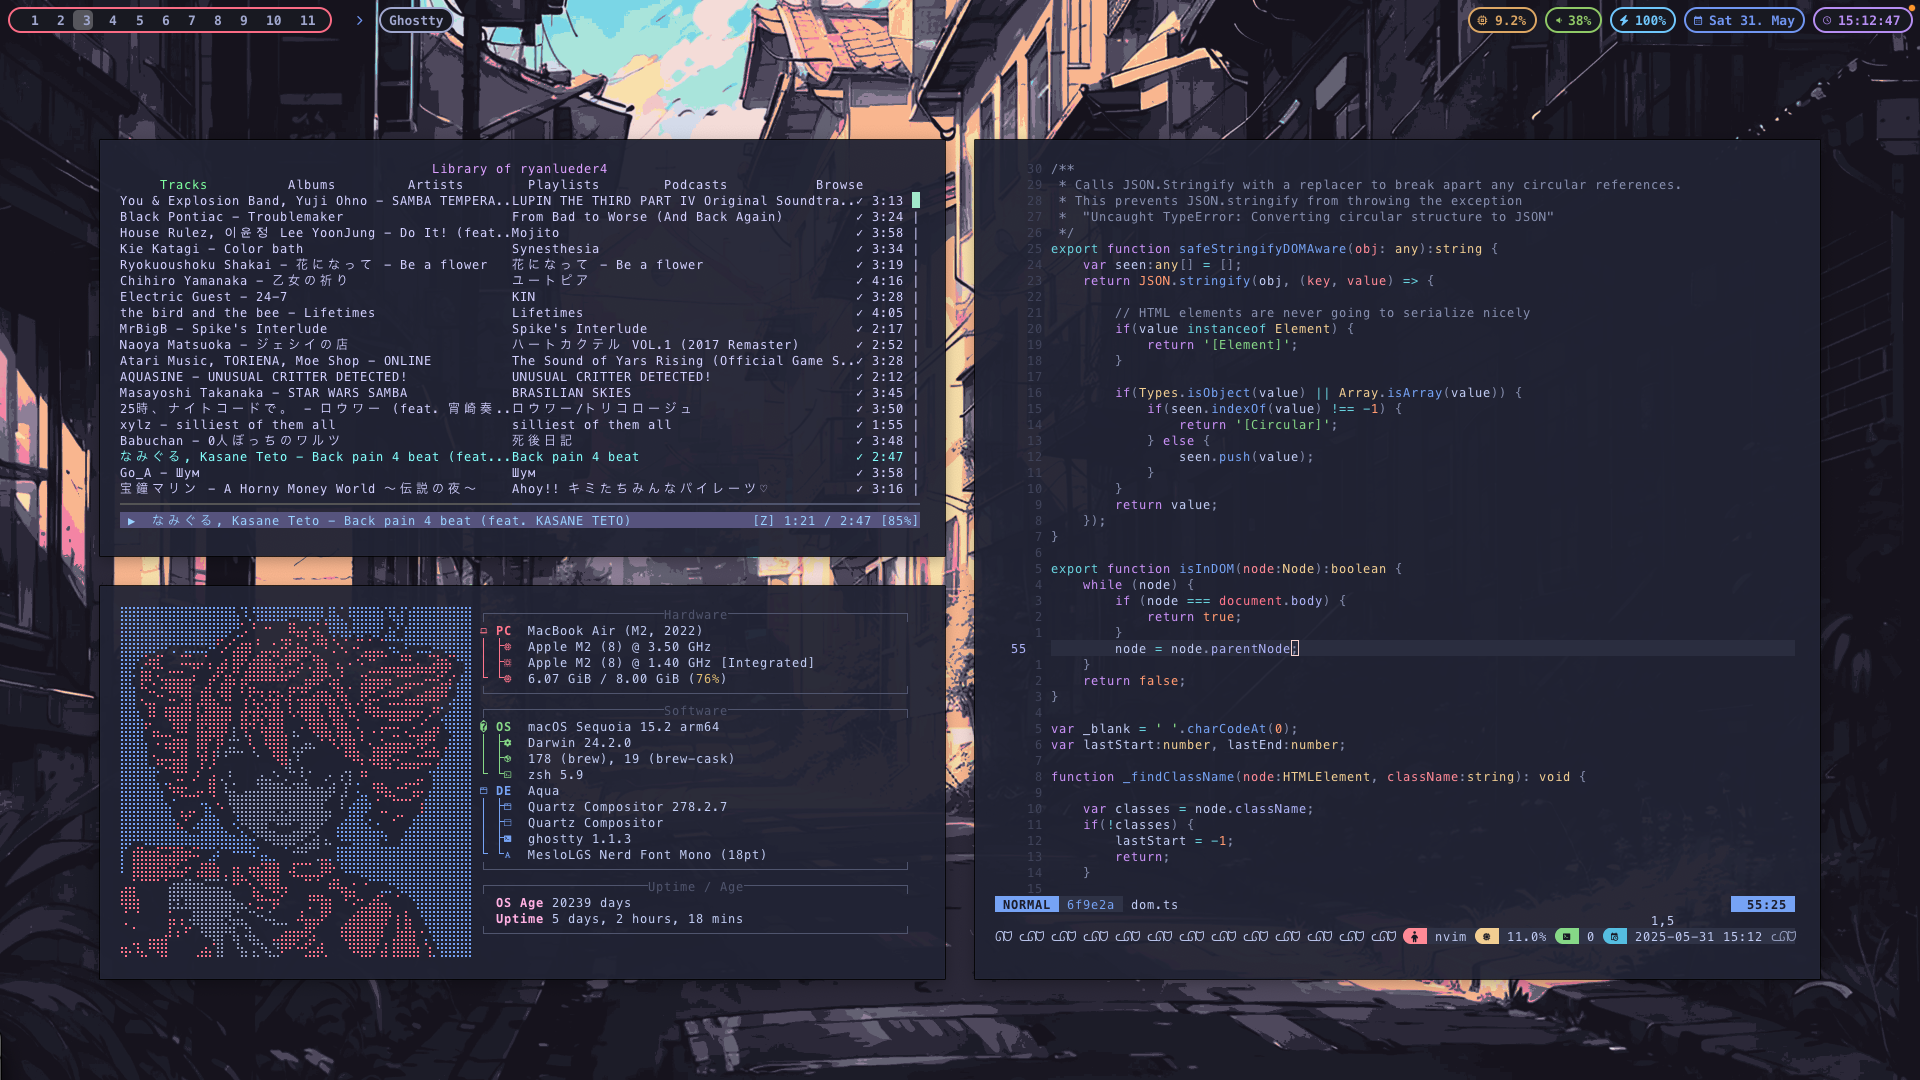 1 2 3 4 5 6 7 8 9 10 11 > Ghostty 9.2% 38% 100% Sat 31. May 15:12:47
Library of ryanlueder4
Tracks Albums Artists Playlists Podcasts Browse
You & Explosion Band, Yuji Ohno - SAMBA TEMPERA..LUPIN THE THIRD PART IV Original Soundtra..✓ 3:13
Black Pontiac - Troublemaker From Bad to Worse (And Back Again) ✓ 3:24 |
House Rulez, 이윤정 Lee YoonJung - Do It! (feat..Mojito ✓ 3:58 |
Kie Katagi - Color bath Synesthesia ✓ 3:34 |
Ryokuoushoku Shakai - 花になって - Be a flower 花になって - Be a flower ✓ 3:19 |
Chihiro Yamanaka - 乙女の祈り ユートピア ✓ 4:16 |
Electric Guest - 24-7 KIN ✓ 3:28 |
the bird and the bee - Lifetimes Lifetimes ✓ 4:05 |
MrBigB - Spike's Interlude Spike's Interlude ✓ 2:17 |
Naoya Matsuoka - ジェシイの店 ハートカクテル VOL.1 (2017 Remaster) ✓ 2:52 |
Atari Music, TORIENA, Moe Shop - ONLINE The Sound of Yars Rising (Official Game S..✓ 3:28 |
AQUASINE - UNUSUAL CRITTER DETECTED! UNUSUAL CRITTER DETECTED! ✓ 2:12 |
Masayoshi Takanaka - STAR WARS SAMBA BRASILIAN SKIES ✓ 3:45 |
25時、ナイトコードで。 - ロウワー (feat. 宵崎奏..ロウワー/トリコロージュ ✓ 3:50 |
xylz - silliest of them all silliest of them all ✓ 1:55 |
Babuchan - 0人ぼっちのワルツ 死後日記 ✓ 3:48 |
なみぐる, Kasane Teto - Back pain 4 beat (feat...Back pain 4 beat ✓ 2:47 |
Go_A - Шум Шум ✓ 3:58 |
宝鐘マリン - A Horny Money World ～伝説の夜～ Ahoy!! キミたちみんなパイレーツ♡ ✓ 3:16 |
▶ なみぐる, Kasane Teto - Back pain 4 beat (feat. KASANE TETO) [Z] 1:21 / 2:47 [85%]
Hardware
PC MacBook Air (M2, 2022)
Apple M2 (8) @ 3.50 GHz
Apple M2 (8) @ 1.40 GHz [Integrated]
6.07 GiB / 8.00 GiB (76%)
Software
OS macOS Sequoia 15.2 arm64
Darwin 24.2.0
178 (brew), 19 (brew-cask)
zsh 5.9
DE Aqua
Quartz Compositor 278.2.7
Quartz Compositor
ghostty 1.1.3
MesloLGS Nerd Font Mono (18pt)
Uptime / Age
OS Age 20239 days
Uptime 5 days, 2 hours, 18 mins
30 /**
29 * Calls JSON.Stringify with a replacer to break apart any circular references.
28 * This prevents JSON.stringify from throwing the exception
27 *  "Uncaught TypeError: Converting circular structure to JSON"
26 */
25 export function safeStringifyDOMAware(obj: any):string {
24 var seen:any[] = [];
23 return JSON.stringify(obj, (key, value) => {
22
21 // HTML elements are never going to serialize nicely
20 if(value instanceof Element) {
19 return '[Element]';
18 }
17
16 if(Types.isObject(value) || Array.isArray(value)) {
15 if(seen.indexOf(value) !== -1) {
14 return '[Circular]';
13 } else {
12 seen.push(value);
11 }
10 }
9 return value;
8 });
7 }
6
5 export function isInDOM(node:Node):boolean {
4 while (node) {
3 if (node === document.body) {
2 return true;
1 }
55 node = node.parentNode;
1 }
2 return false;
3 }
4
5 var _blank = ' '.charCodeAt(0);
6 var lastStart:number, lastEnd:number;
7
8 function _findClassName(node:HTMLElement, className:string): void {
9
10 var classes = node.className;
11 if(!classes) {
12 lastStart = -1;
13 return;
14 }
15
NORMAL 6f9e2a dom.ts 55:25
1,5
nvim 11.0% 0 2025-05-31 15:12